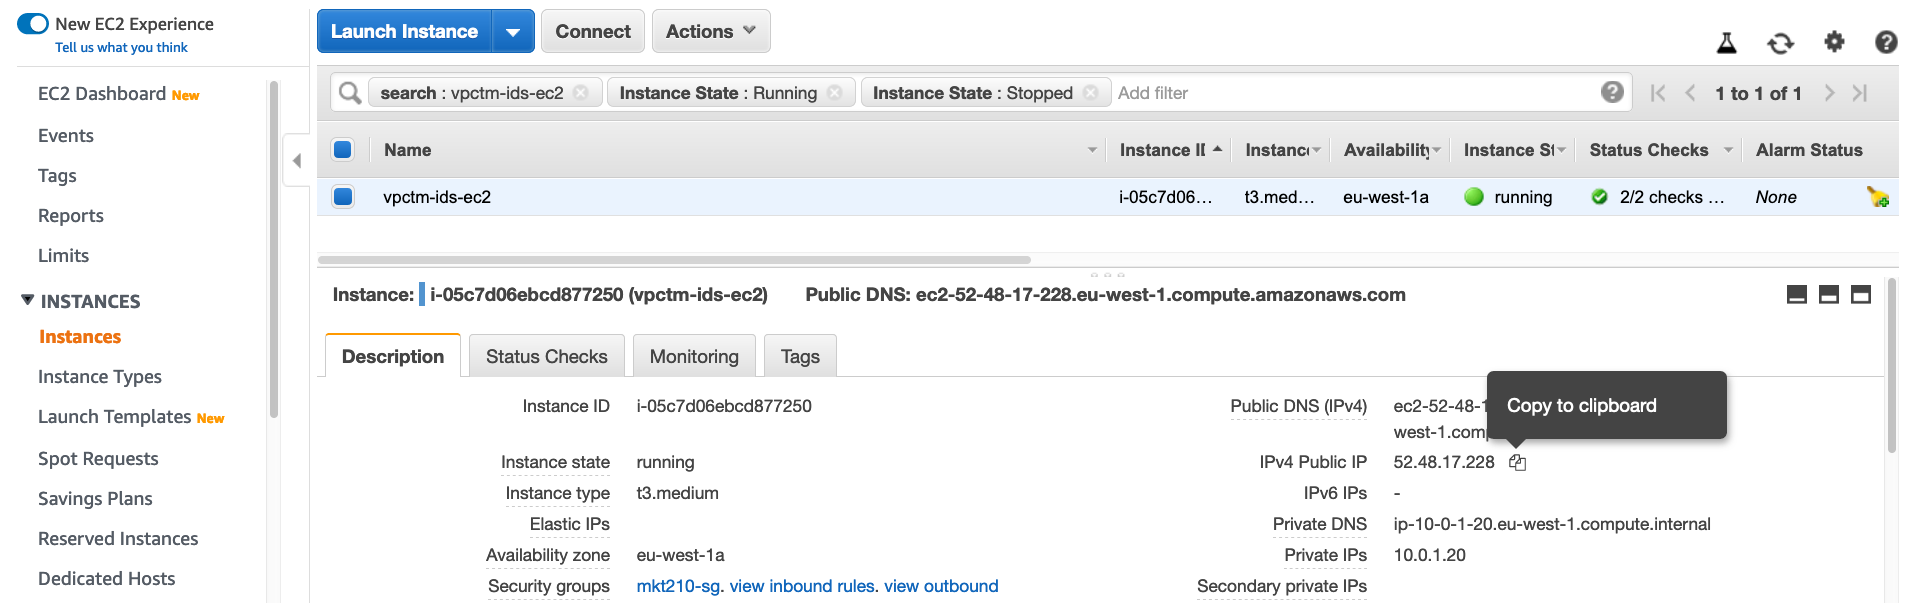 New EC2 Experience
Tell us what you think
EC2 Dashboard New
Events
Tags
Reports
Limits
INSTANCES
Instances
Instance Types
Launch Templates New
Spot Requests
Savings Plans
Reserved Instances
Dedicated Hosts
Launch Instance Connect Actions
search : vpctm-ids-ec2 Instance State : Running Instance State : Stopped Add filter 1 to 1 of 1
Name Instance II Instanc Availability Instance St Status Checks Alarm Status
vpctm-ids-ec2 i-05c7d06... t3.med... eu-west-1a running 2/2 checks ... None
Instance: i-05c7d06ebcd877250 (vpctm-ids-ec2) Public DNS: ec2-52-48-17-228.eu-west-1.compute.amazonaws.com
Description Status Checks Monitoring Tags
Copy to clipboard
Instance ID i-05c7d06ebcd877250
Instance state running
Instance type t3.medium
Elastic IPs
Availability zone eu-west-1a
Security groups mkt210-sg. view inbound rules. view outbound
Public DNS (IPv4) ec2-52-48-1
west-1.comp
IPv4 Public IP 52.48.17.228
IPv6 IPs -
Private DNS ip-10-0-1-20.eu-west-1.compute.internal
Private IPs 10.0.1.20
Secondary private IPs